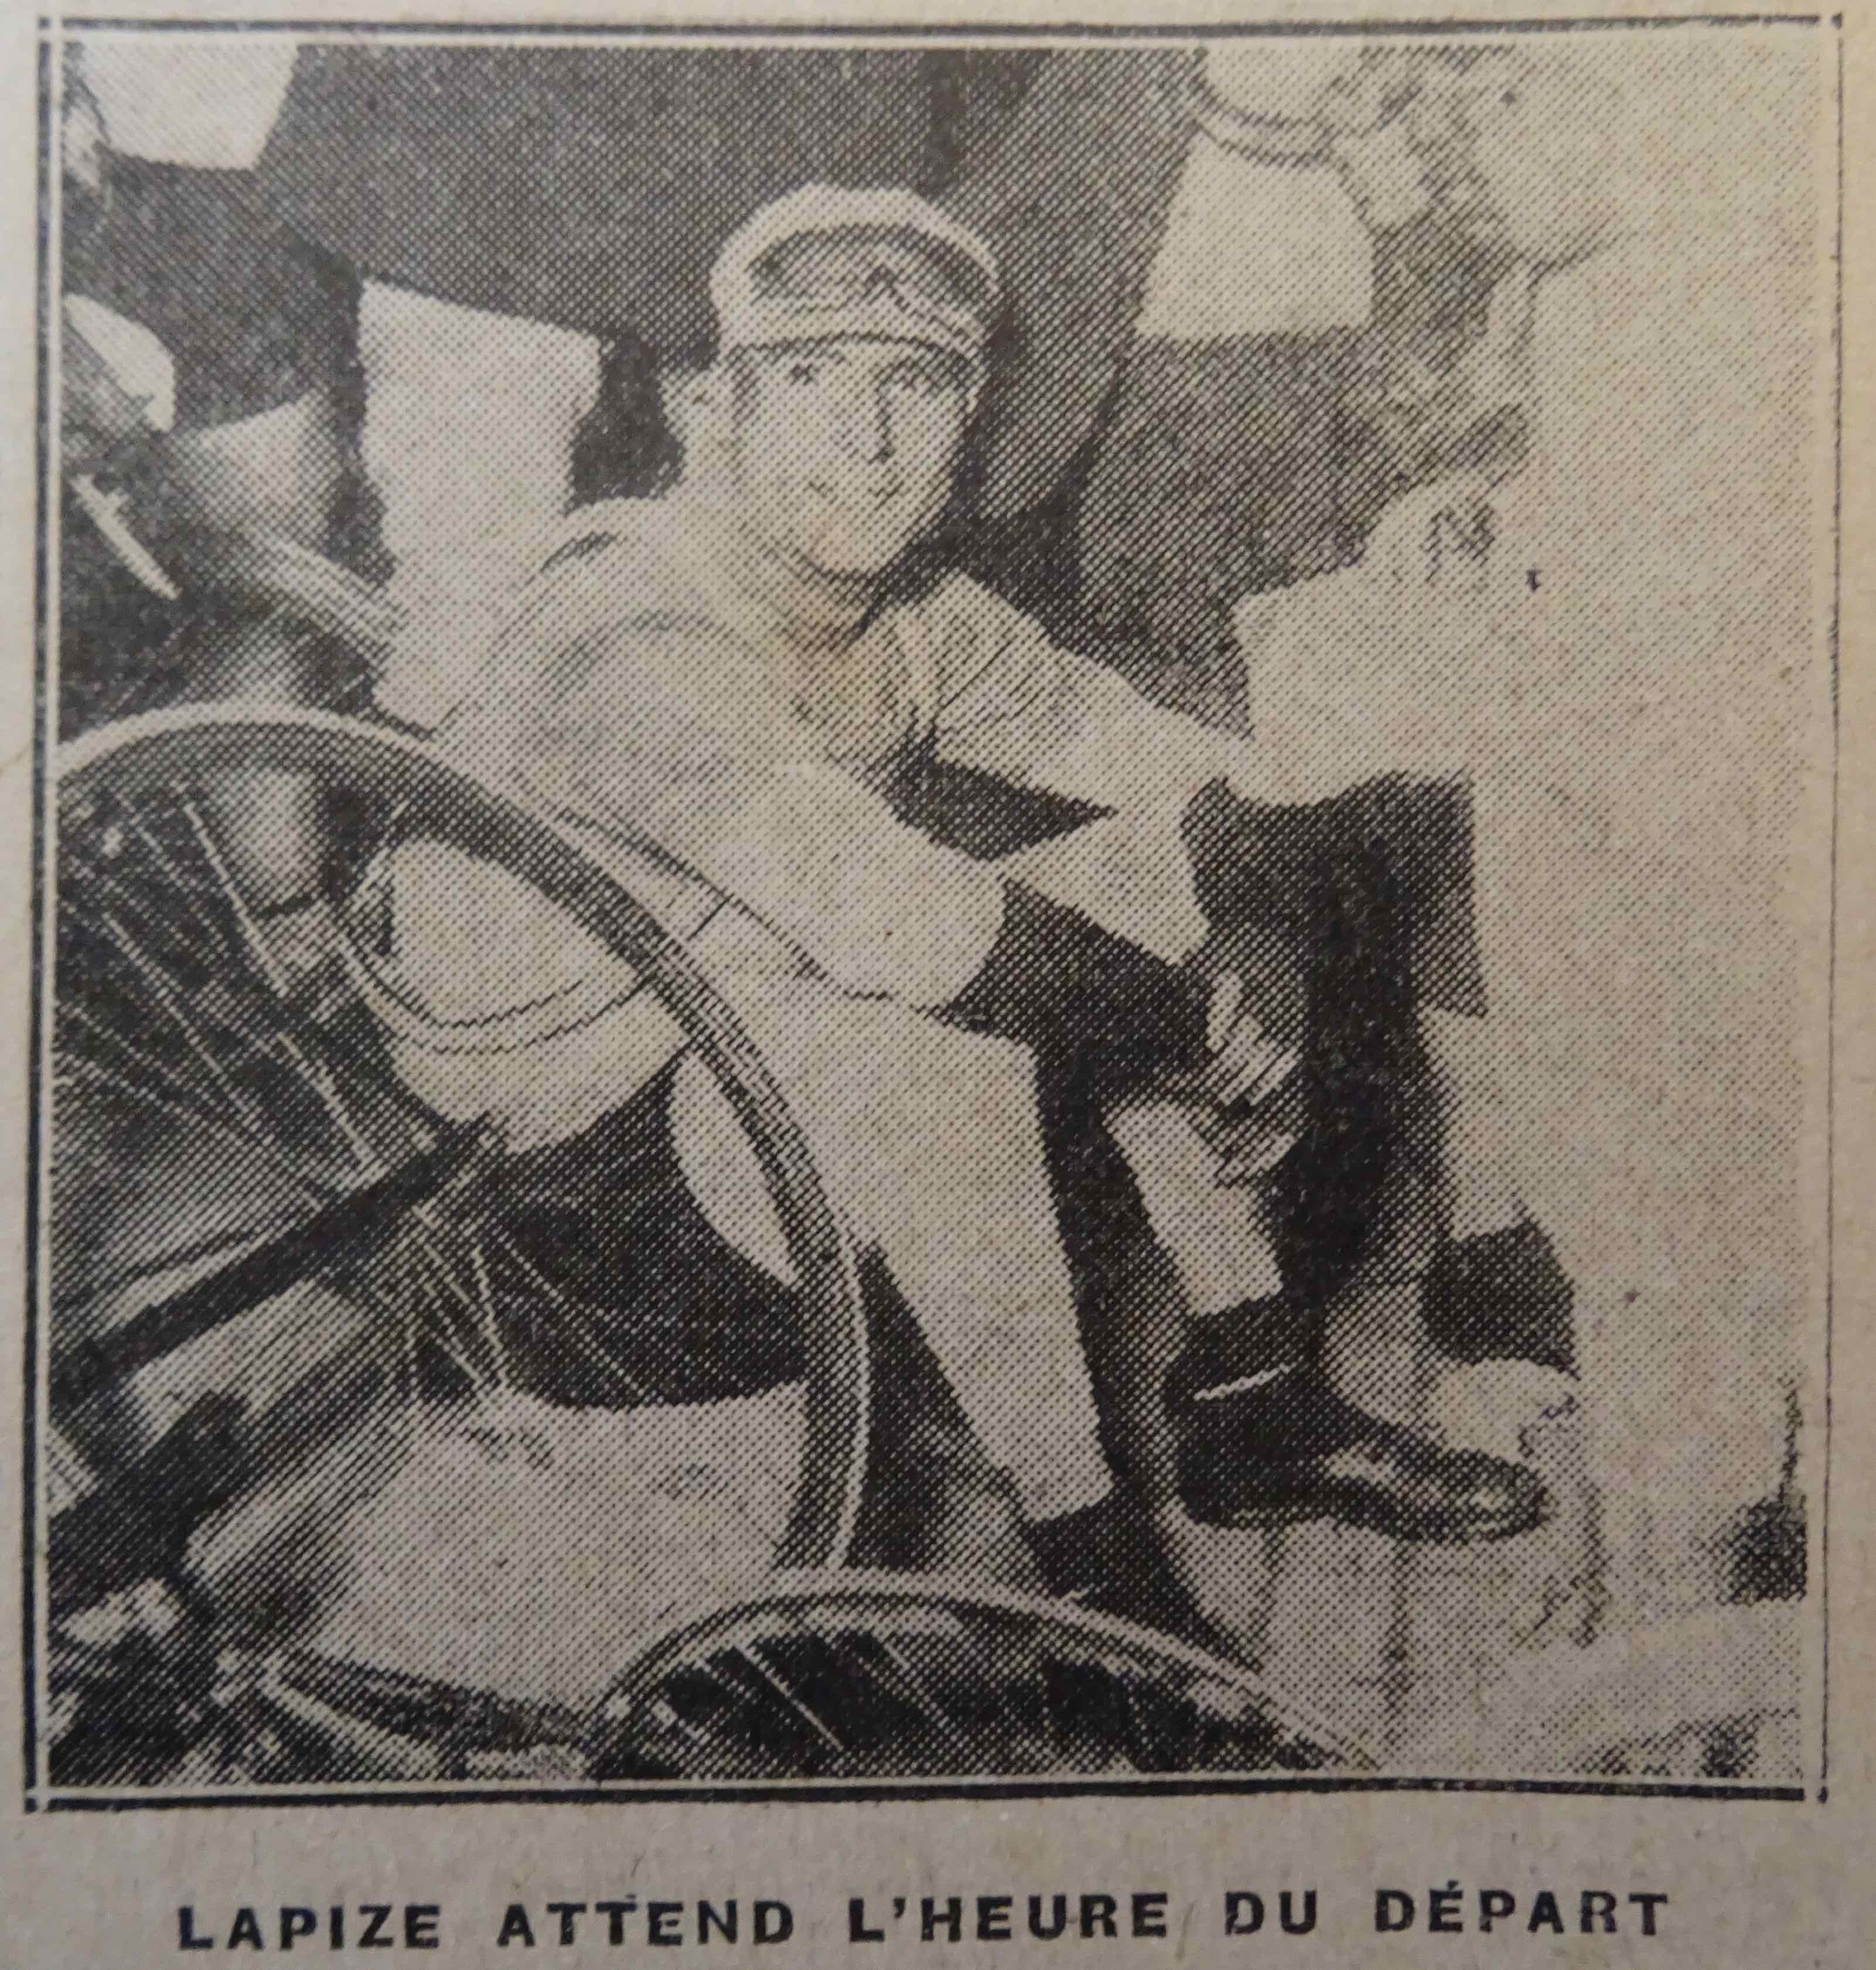 LAPIZE ATTEND L'HEURE DU DÉPART